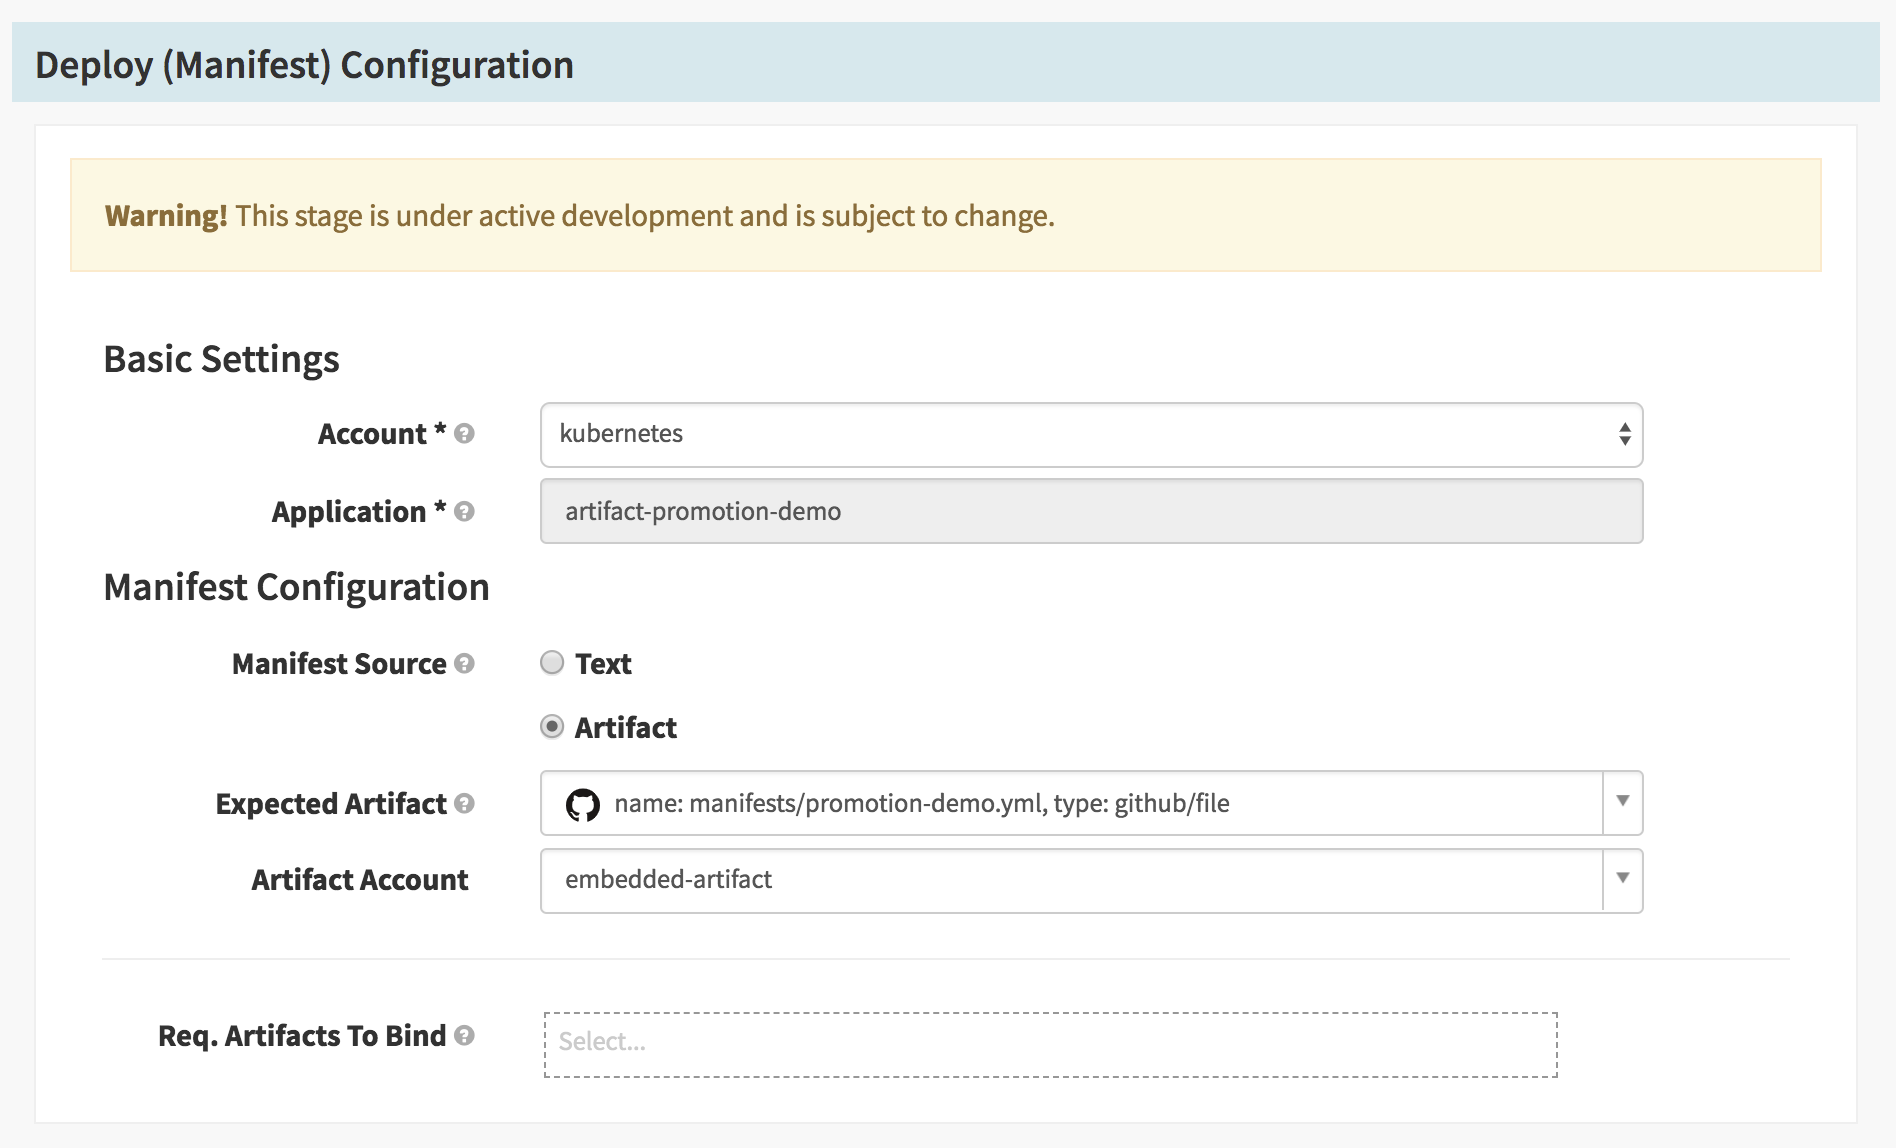 Deploy (Manifest) Configuration
Warning! This stage is under active development and is subject to change.
Basic Settings
Account * ? kubernetes
Application * ? artifact-promotion-demo
Manifest Configuration
Manifest Source ? Text
Artifact
Expected Artifact ? name: manifests/promotion-demo.yml, type: github/file
Artifact Account embedded-artifact
Req. Artifacts To Bind ? Select...